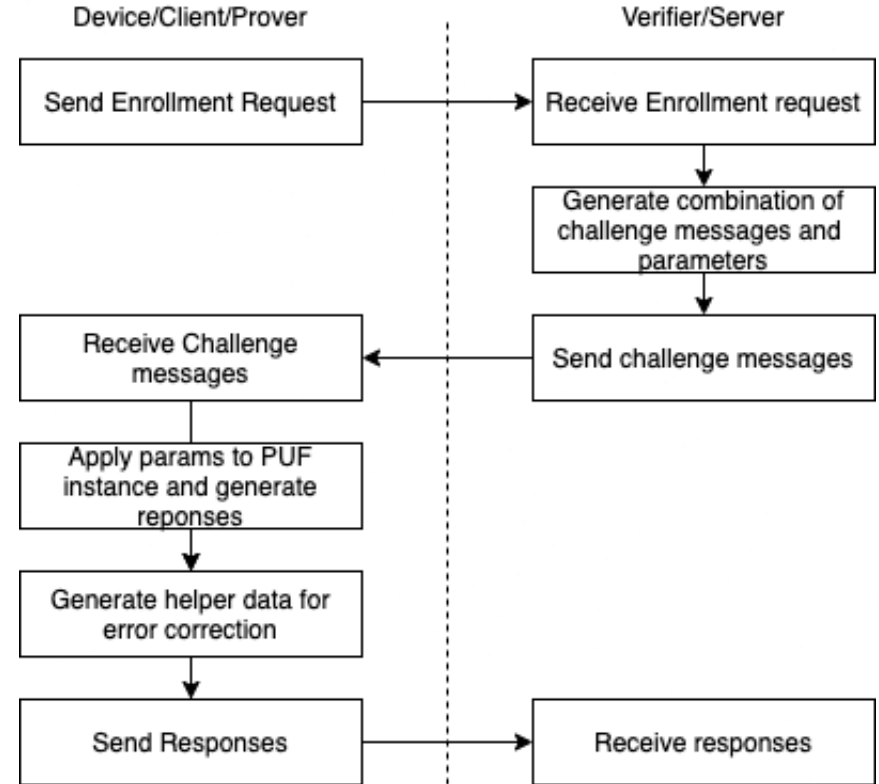 Device/Client/Prover
Verifier/Server
Send Enrollment Request
Receive Enrollment request
Generate combination of
challenge messages and
parameters
Receive Challenge
messages
Send challenge messages
Apply params to PUF
instance and generate
reponses
Generate helper data for
error correction
Send Responses
Receive responses